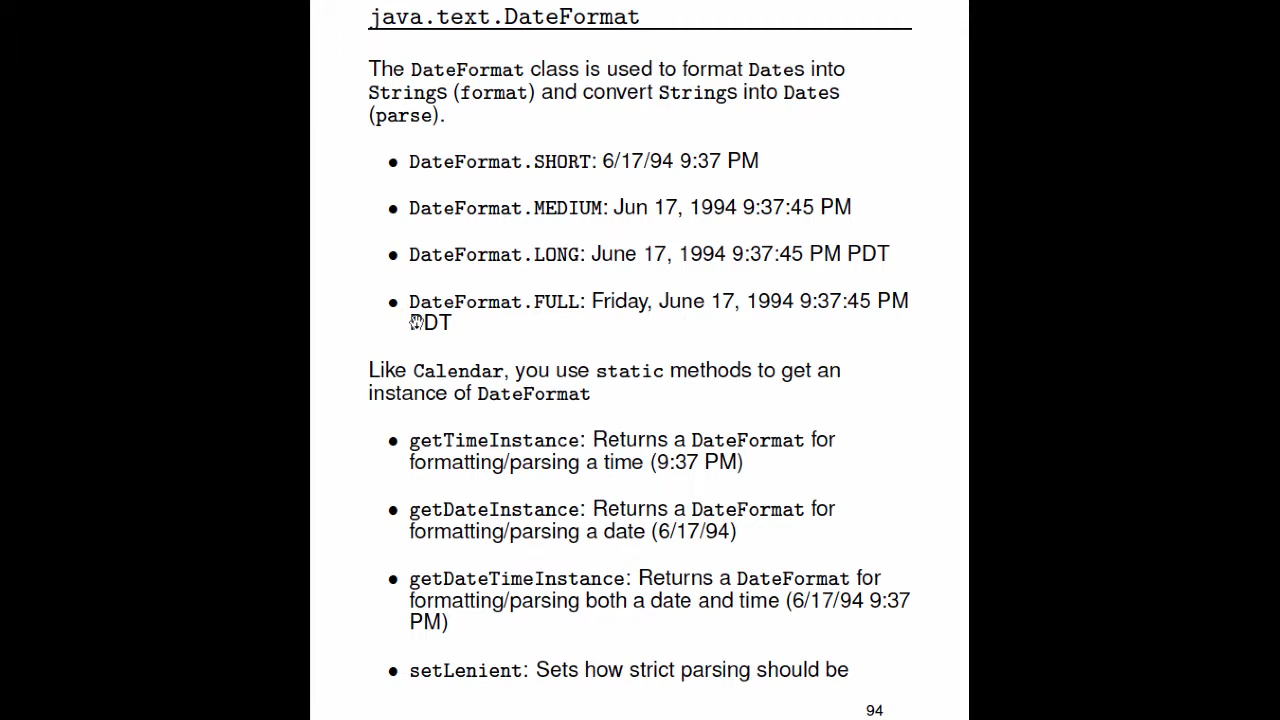 java.text.DateFormat
The DateFormat class is used to format Dates into
Strings (format) and convert Strings into Dates
(parse).
• DateFormat.SHORT: 6/17/94 9:37 PM
• DateFormat.MEDIUM: Jun 17, 1994 9:37:45 PM
• DateFormat.LONG: June 17, 1994 9:37:45 PM PDT
• DateFormat.FULL: Friday, June 17, 1994 9:37:45 PM
PDT
Like Calendar, you use static methods to get an
instance of DateFormat
• getTimeInstance: Returns a DateFormat for
formatting/parsing a time (9:37 PM)
• getDateInstance: Returns a DateFormat for
formatting/parsing a date (6/17/94)
• getDateTimeInstance: Returns a DateFormat for
formatting/parsing both a date and time (6/17/94 9:37
PM)
• setLenient: Sets how strict parsing should be
94